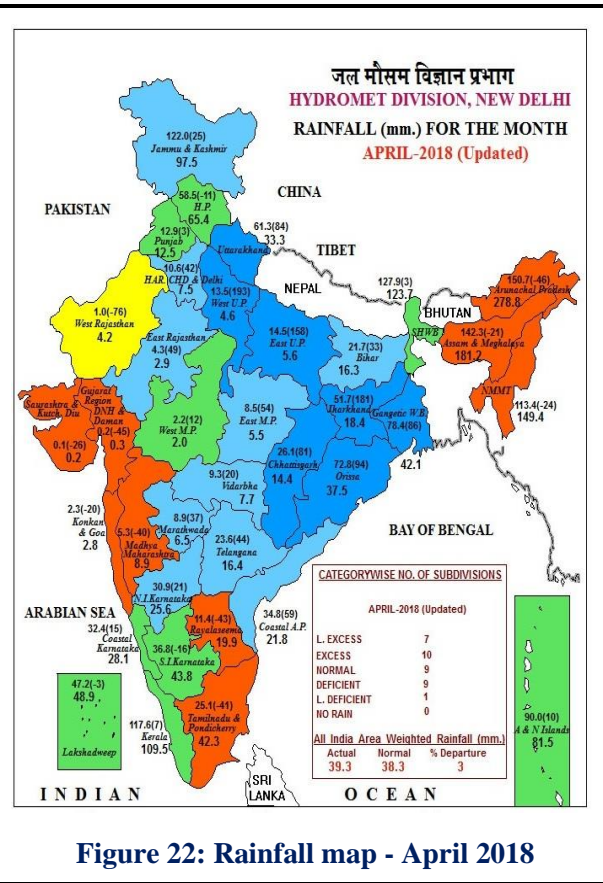 जल मौसम विज्ञान प्रभाग
HYDROMET DIVISION, NEW DELHI
RAINFALL (mm.) FOR THE MONTH
APRIL-2018 (Updated)
122.0(25)
Jammu & Kashmir
97.5
CHINA
PAKISTAN
58.5(-11)
H.P.
65.4
12.9(3)
Punjab
12.5
61.3(84)
33.3
Uttarakhand
TIBET
10.6(42)
HAR. CHD & Delhi
7.5
13.5(193)
West U.P.
4.6
NEPAL
127.9(3)
123.7
SHWB
BHUTAN
150.7(-46)
Arunachal Pradesh
278.8
142.3(-21)
Assam & Meghalaya
181.2
NMMT
113.4(-24)
149.4
1.0(-76)
West Rajasthan
4.2
East Rajasthan
4.3(49)
2.9
14.5(158)
East U.P.
5.6
21.7(33)
Bihar
16.3
Saurashtra &
Kutch, Diu
0.1(-26)
0.2
Gujarat
Region
DNH &
Daman
0.2(-45)
0.3
2.2(12)
West M.P.
2.0
8.5(54)
East M.P.
5.5
51.7(181)
Jharkhand
18.4
Gangetic W.B.
78.4(86)
42.1
26.1(81)
Chhattisgarh
14.4
72.8(94)
Orissa
37.5
9.3(20)
Vidarbha
7.7
2.3(-20)
Konkan
& Goa
2.8
5.3(-40)
Madhya
Maharashtra
8.9
8.9(37)
Marathwada
6.5
23.6(44)
Telangana
16.4
BAY OF BENGAL
30.9(21)
N.I.Karnataka
25.6
ARABIAN SEA
32.4(15)
Coastal
Karnataka
28.1
11.4(-43)
Rayalaseema
19.9
34.8(59)
Coastal A.P.
21.8
36.8(-16)
S.I.Karnataka
43.8
25.1(-41)
Tamilnadu &
Pondicherry
42.3
117.6(7)
Kerala
109.5
47.2(-3)
48.9
Lakshadweep
CATEGORYWISE NO. OF SUBDIVISIONS
APRIL-2018 (Updated)
L. EXCESS 7
EXCESS 10
NORMAL 9
DEFICIENT 9
L. DEFICIENT 1
NO RAIN 0
All India Area Weighted Rainfall (mm.)
Actual Normal % Departure
39.3 38.3 3
90.0(10)
A & N Islands
81.5
SRI
LANKA
INDIAN OCEAN
Figure 22: Rainfall map - April 2018